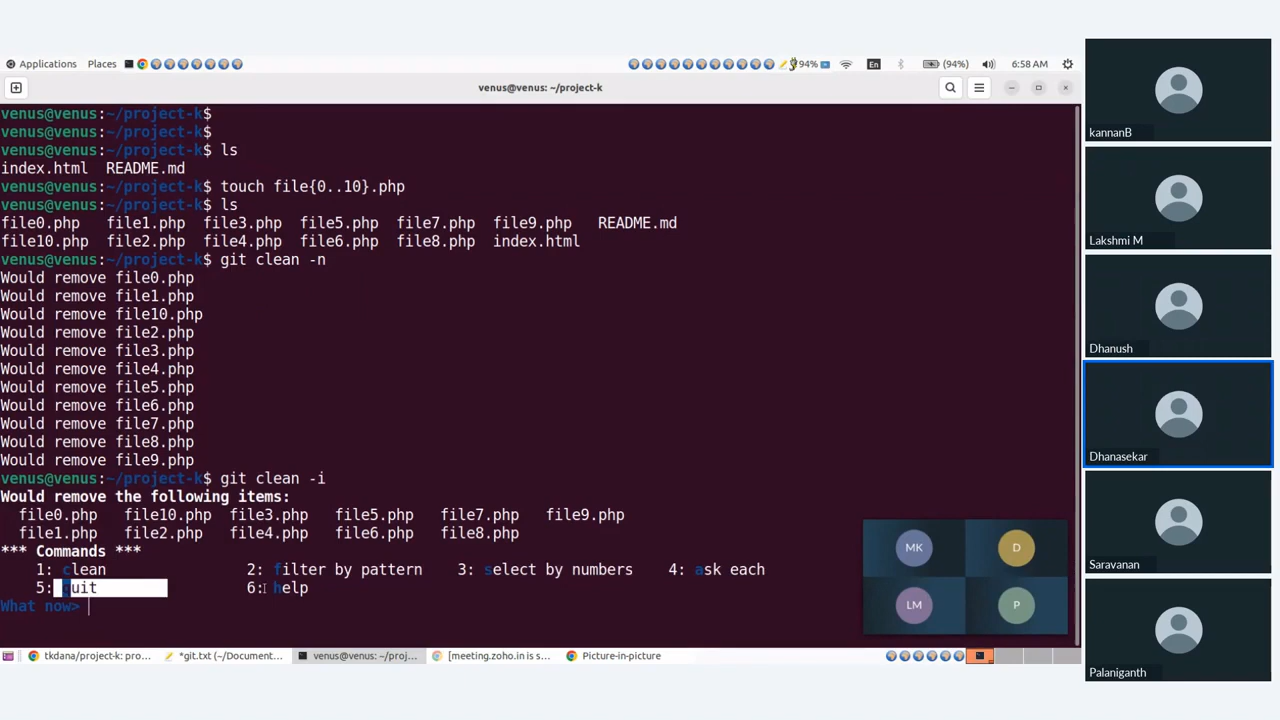 Applications Places 94% En (94%) 6:58 AM
venus@venus: ~/project-k
venus@venus:~/project-k$
venus@venus:~/project-k$
venus@venus:~/project-k$ ls
index.html README.md
venus@venus:~/project-k$ touch file{0..10}.php
venus@venus:~/project-k$ ls
file0.php file1.php file3.php file5.php file7.php file9.php README.md
file10.php file2.php file4.php file6.php file8.php index.html
venus@venus:~/project-k$ git clean -n
Would remove file0.php
Would remove file1.php
Would remove file10.php
Would remove file2.php
Would remove file3.php
Would remove file4.php
Would remove file5.php
Would remove file6.php
Would remove file7.php
Would remove file8.php
Would remove file9.php
venus@venus:~/project-k$ git clean -i
Would remove the following items:
file0.php file10.php file3.php file5.php file7.php file9.php
file1.php file2.php file4.php file6.php file8.php
*** Commands ***
1: clean 2: filter by pattern 3: select by numbers 4: ask each
5: quit 6: help
What now>
MK D
LM P
tkdana/project-k: pro... *git.txt (~/Document... venus@venus: ~/proj... [meeting.zoho.in is s... Picture-in-picture
kannanB
Lakshmi M
Dhanush
Dhanasekar
Saravanan
Palaniganth